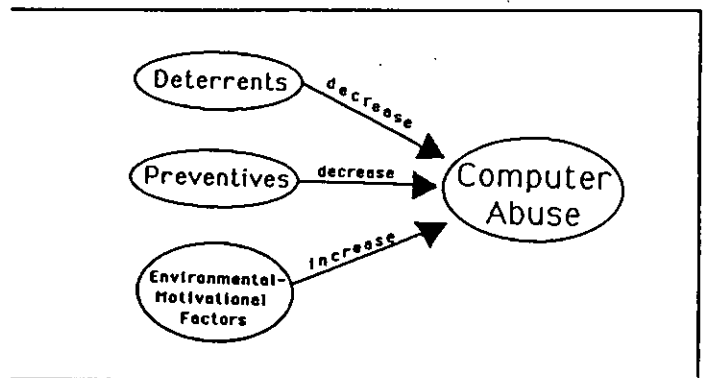 Deterrents
decrease
Preventives
decrease
Computer
Abuse
Environmental-
Motivational
Factors
increase